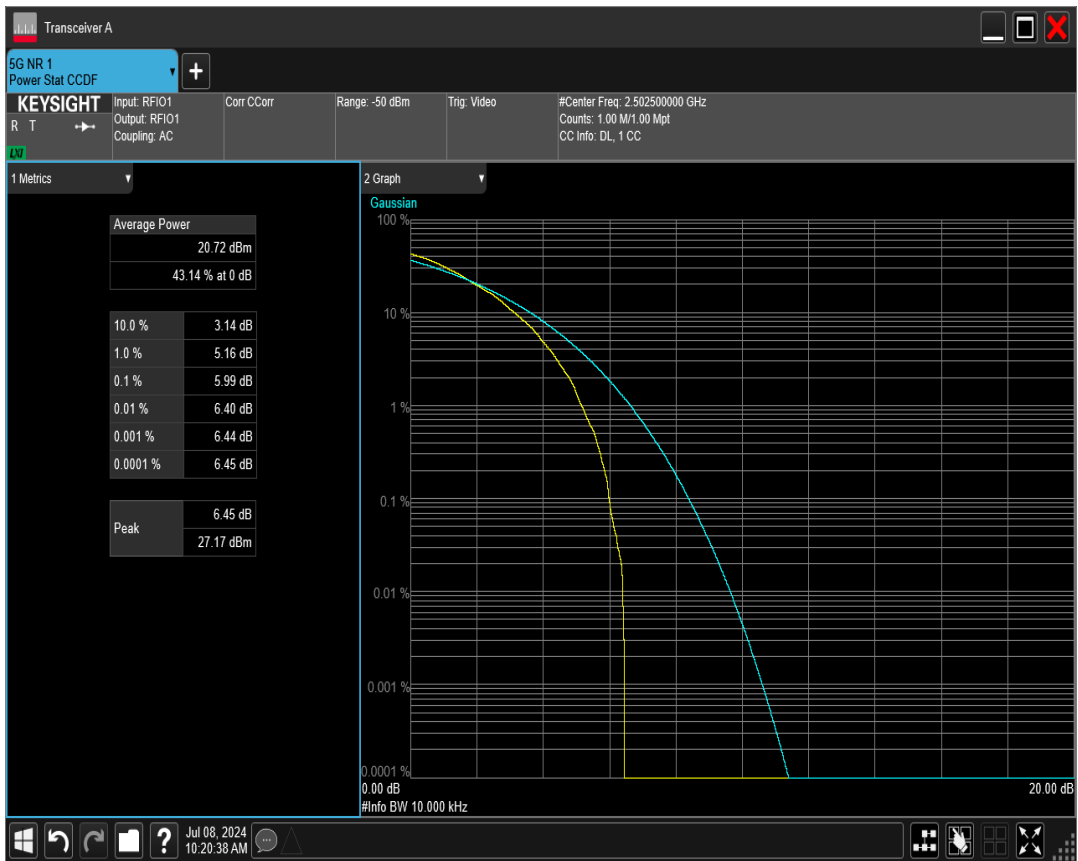 Transceiver A
5G NR 1
Power Stat CCDF
+
KEYSIGHT
R T
LXI
Input: RFIO1
Output: RFIO1
Coupling: AC
Corr CCorr
Range: -50 dBm
Trig: Video
#Center Freq: 2.502500000 GHz
Counts: 1.00 M/1.00 Mpt
CC Info: DL, 1 CC
1 Metrics
Average Power
20.72 dBm
43.14 % at 0 dB
10.0 % 3.14 dB
1.0 % 5.16 dB
0.1 % 5.99 dB
0.01 % 6.40 dB
0.001 % 6.44 dB
0.0001 % 6.45 dB
Peak
6.45 dB
27.17 dBm
2 Graph
Gaussian
100 %
10 %
1 %
0.1 %
0.01 %
0.001 %
0.0001 %
0.00 dB 20.00 dB
#Info BW 10.000 kHz
?
Jul 08, 2024
10:20:38 AM